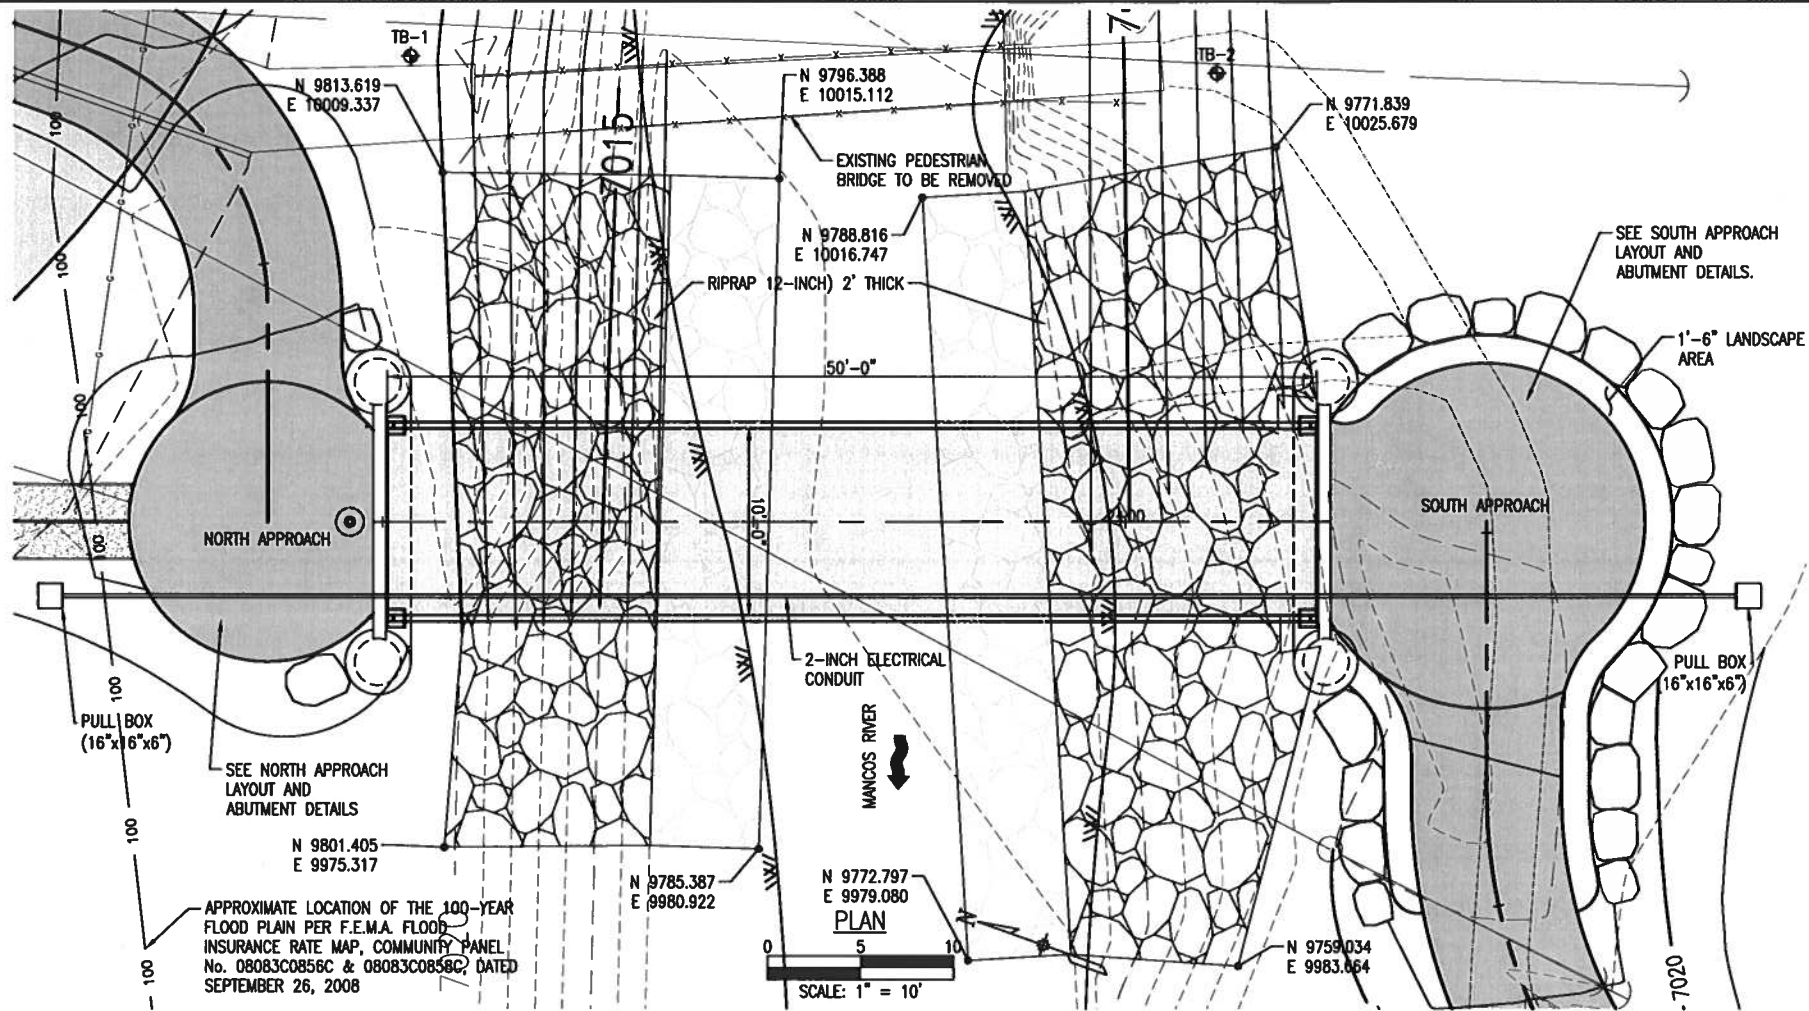 TB-1
TB-2
N 9813.619
E 10009.337
N 9796.388
E 10015.112
N 9771.839
E 10025.679
100
7015
7
EXISTING PEDESTRIAN
BRIDGE TO BE REMOVED
N 9788.816
E 10016.747
SEE SOUTH APPROACH
LAYOUT AND
ABUTMENT DETAILS.
100
RIPRAP 12-INCH) 2' THICK
1'-6" LANDSCAPE
AREA
50'-0"
100
10'-0"
SOUTH APPROACH
NORTH APPROACH
100
2-INCH ELECTRICAL
CONDUIT
PULL BOX
(16"x16"x6")
100
PULL BOX
(16"x16"x6")
MANCOS RIVER
SEE NORTH APPROACH
LAYOUT AND
ABUTMENT DETAILS
100
N 9801.405
E 9975.317
N 9785.387
E 9980.922
N 9772.797
E 9979.080
PLAN
N
0 5 10
SCALE: 1" = 10'
N 9759.034
E 9983.664
APPROXIMATE LOCATION OF THE 100-YEAR
FLOOD PLAIN PER F.E.M.A. FLOOD
INSURANCE RATE MAP, COMMUNITY PANEL
No. 08083C0856C & 08083C0858C, DATED
SEPTEMBER 26, 2008
100
7020